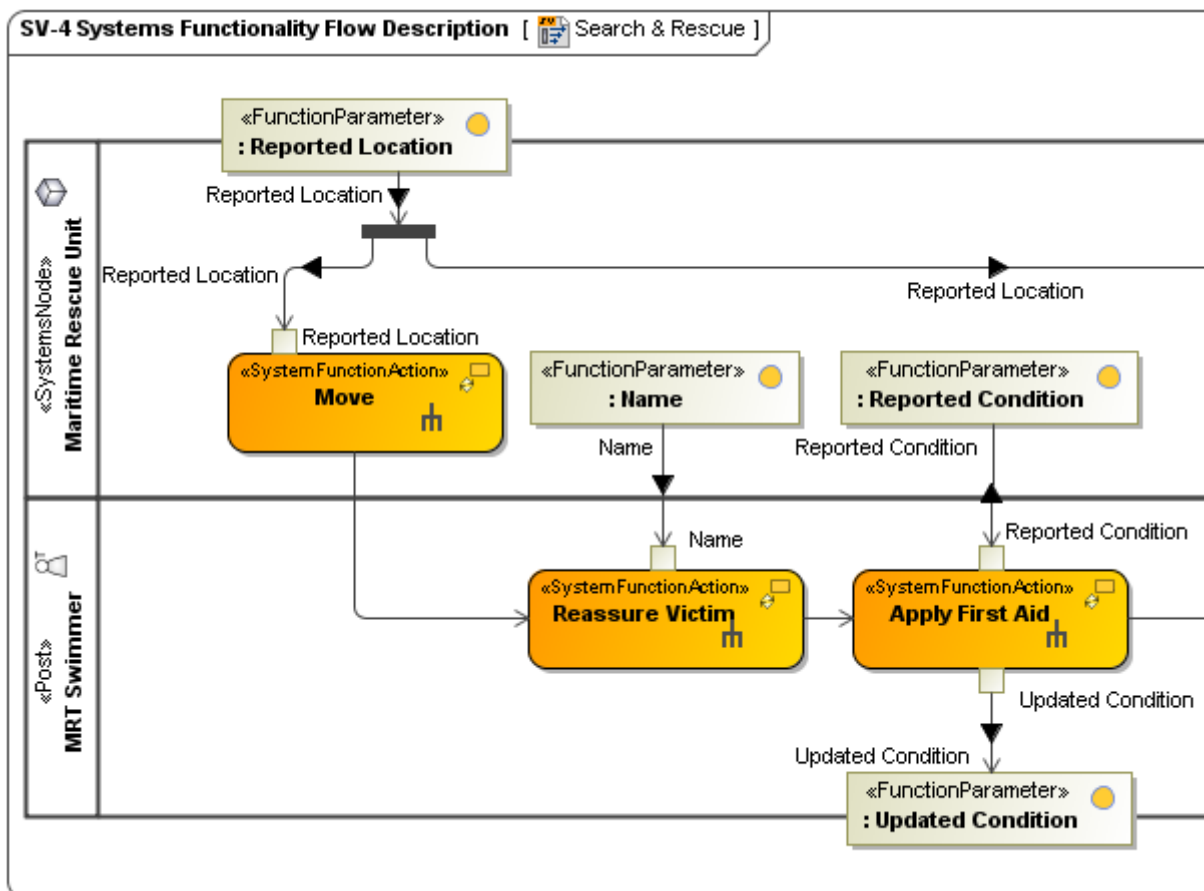 SV-4 Systems Functionality Flow Description [ Search & Rescue ]
«FunctionParameter»
: Reported Location
Reported Location
Reported Location
Reported Location
Reported Location
«SystemsNode»
Maritime Rescue Unit
«SystemFunctionAction»
Move
«FunctionParameter»
: Name
«FunctionParameter»
: Reported Condition
Name
Reported Condition
«Post»
MRT Swimmer
Name
Reported Condition
«SystemFunctionAction»
Reassure Victim
«SystemFunctionAction»
Apply First Aid
Updated Condition
Updated Condition
«FunctionParameter»
: Updated Condition